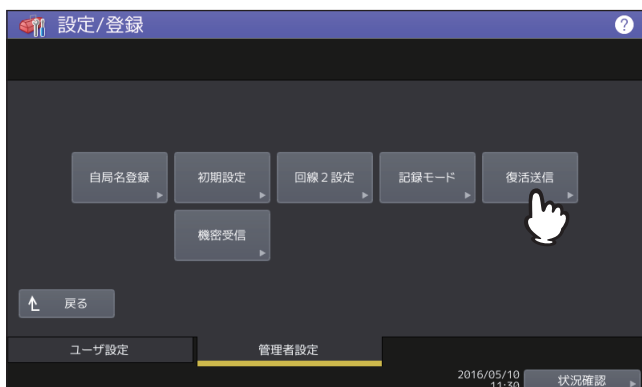 設定/登録
?
自局名登録
初期設定
回線2設定
記録モード
復活送信
機密受信
戻る
ユーザ設定
管理者設定
2016/05/10
11:30
状況確認